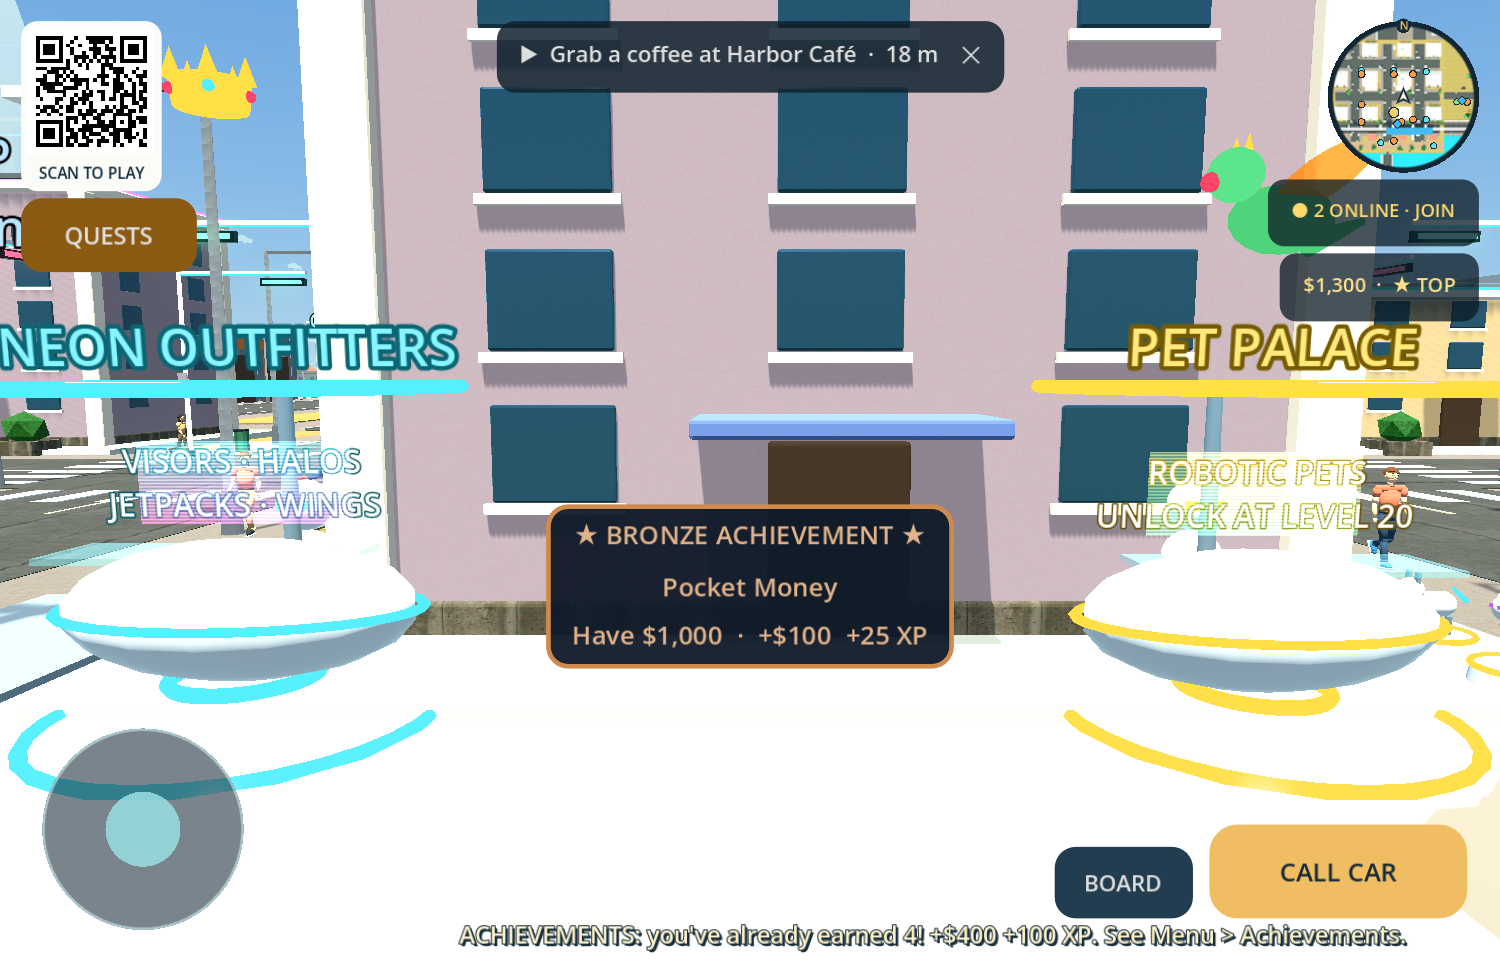 SCAN TO PLAY
▶ Grab a coffee at Harbor Café · 18 m ×
N
QUESTS
● 2 ONLINE · JOIN
$1,300 · ★ TOP
NEON OUTFITTERS
PET PALACE
VISORS · HALOS
JETPACKS · WINGS
ROBOTIC PETS
UNLOCK AT LEVEL 20
★ BRONZE ACHIEVEMENT ★
Pocket Money
Have $1,000 · +$100 +25 XP
BOARD
CALL CAR
ACHIEVEMENTS: you've already earned 4! +$400 +100 XP. See Menu > Achievements.